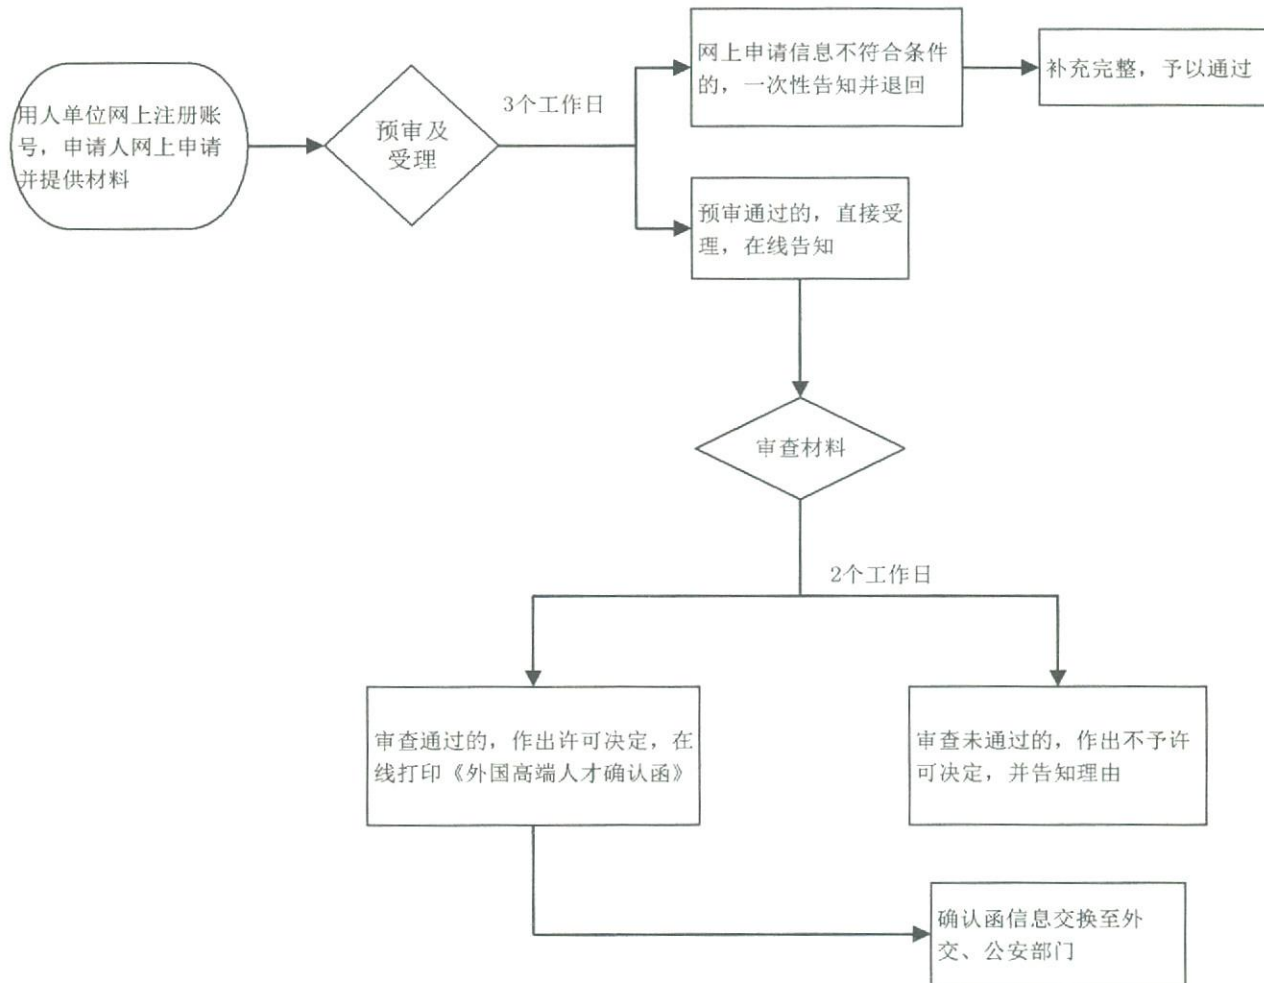 用人单位网上注册账
号，申请人网上申请
并提供材料
预审及
受理
3个工作日
网上申请信息不符合条件
的，一次性告知并退回
补充完整，予以通过
预审通过的，直接受
理，在线告知
审查材料
2个工作日
审查通过的，作出许可决定，在
线打印《外国高端人才确认函》
审查未通过的，作出不予许
可决定，并告知理由
确认函信息交换至外
交、公安部门